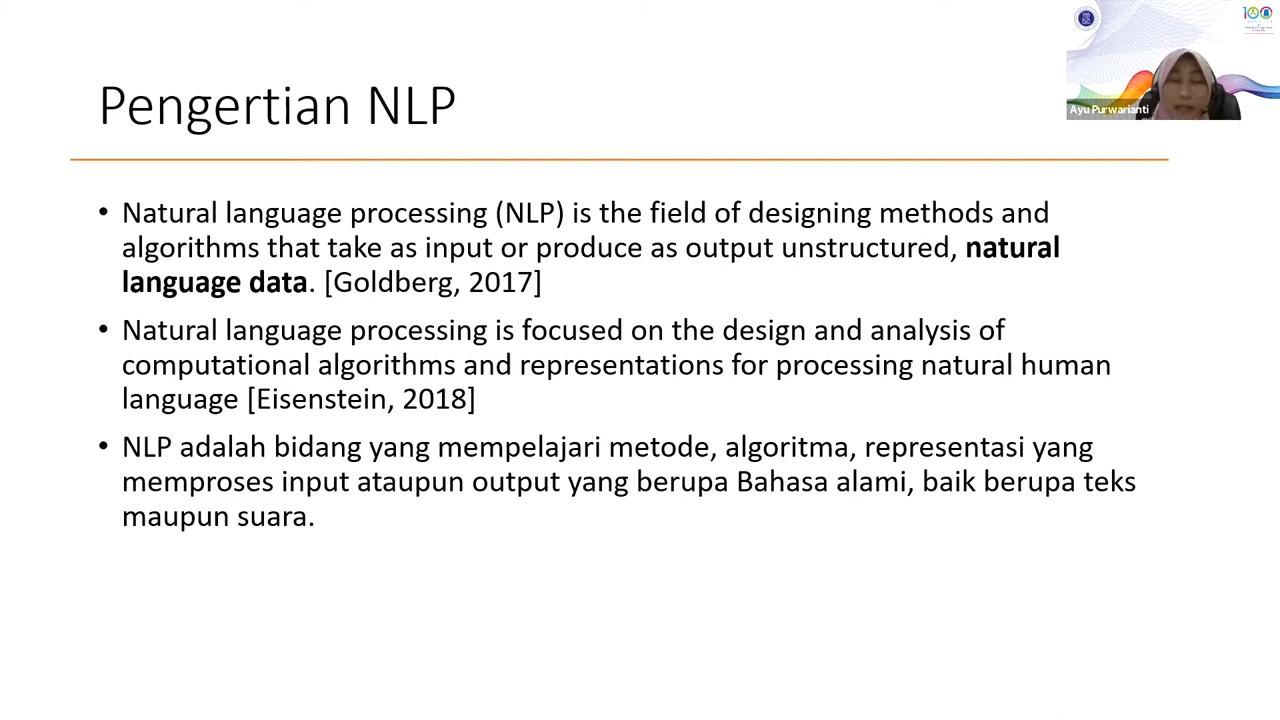 Pengertian NLP
• Natural language processing (NLP) is the field of designing methods and
algorithms that take as input or produce as output unstructured, natural
language data. [Goldberg, 2017]
• Natural language processing is focused on the design and analysis of
computational algorithms and representations for processing natural human
language [Eisenstein, 2018]
• NLP adalah bidang yang mempelajari metode, algoritma, representasi yang
memproses input ataupun output yang berupa Bahasa alami, baik berupa teks
maupun suara.
100
Ayu Purwarianti